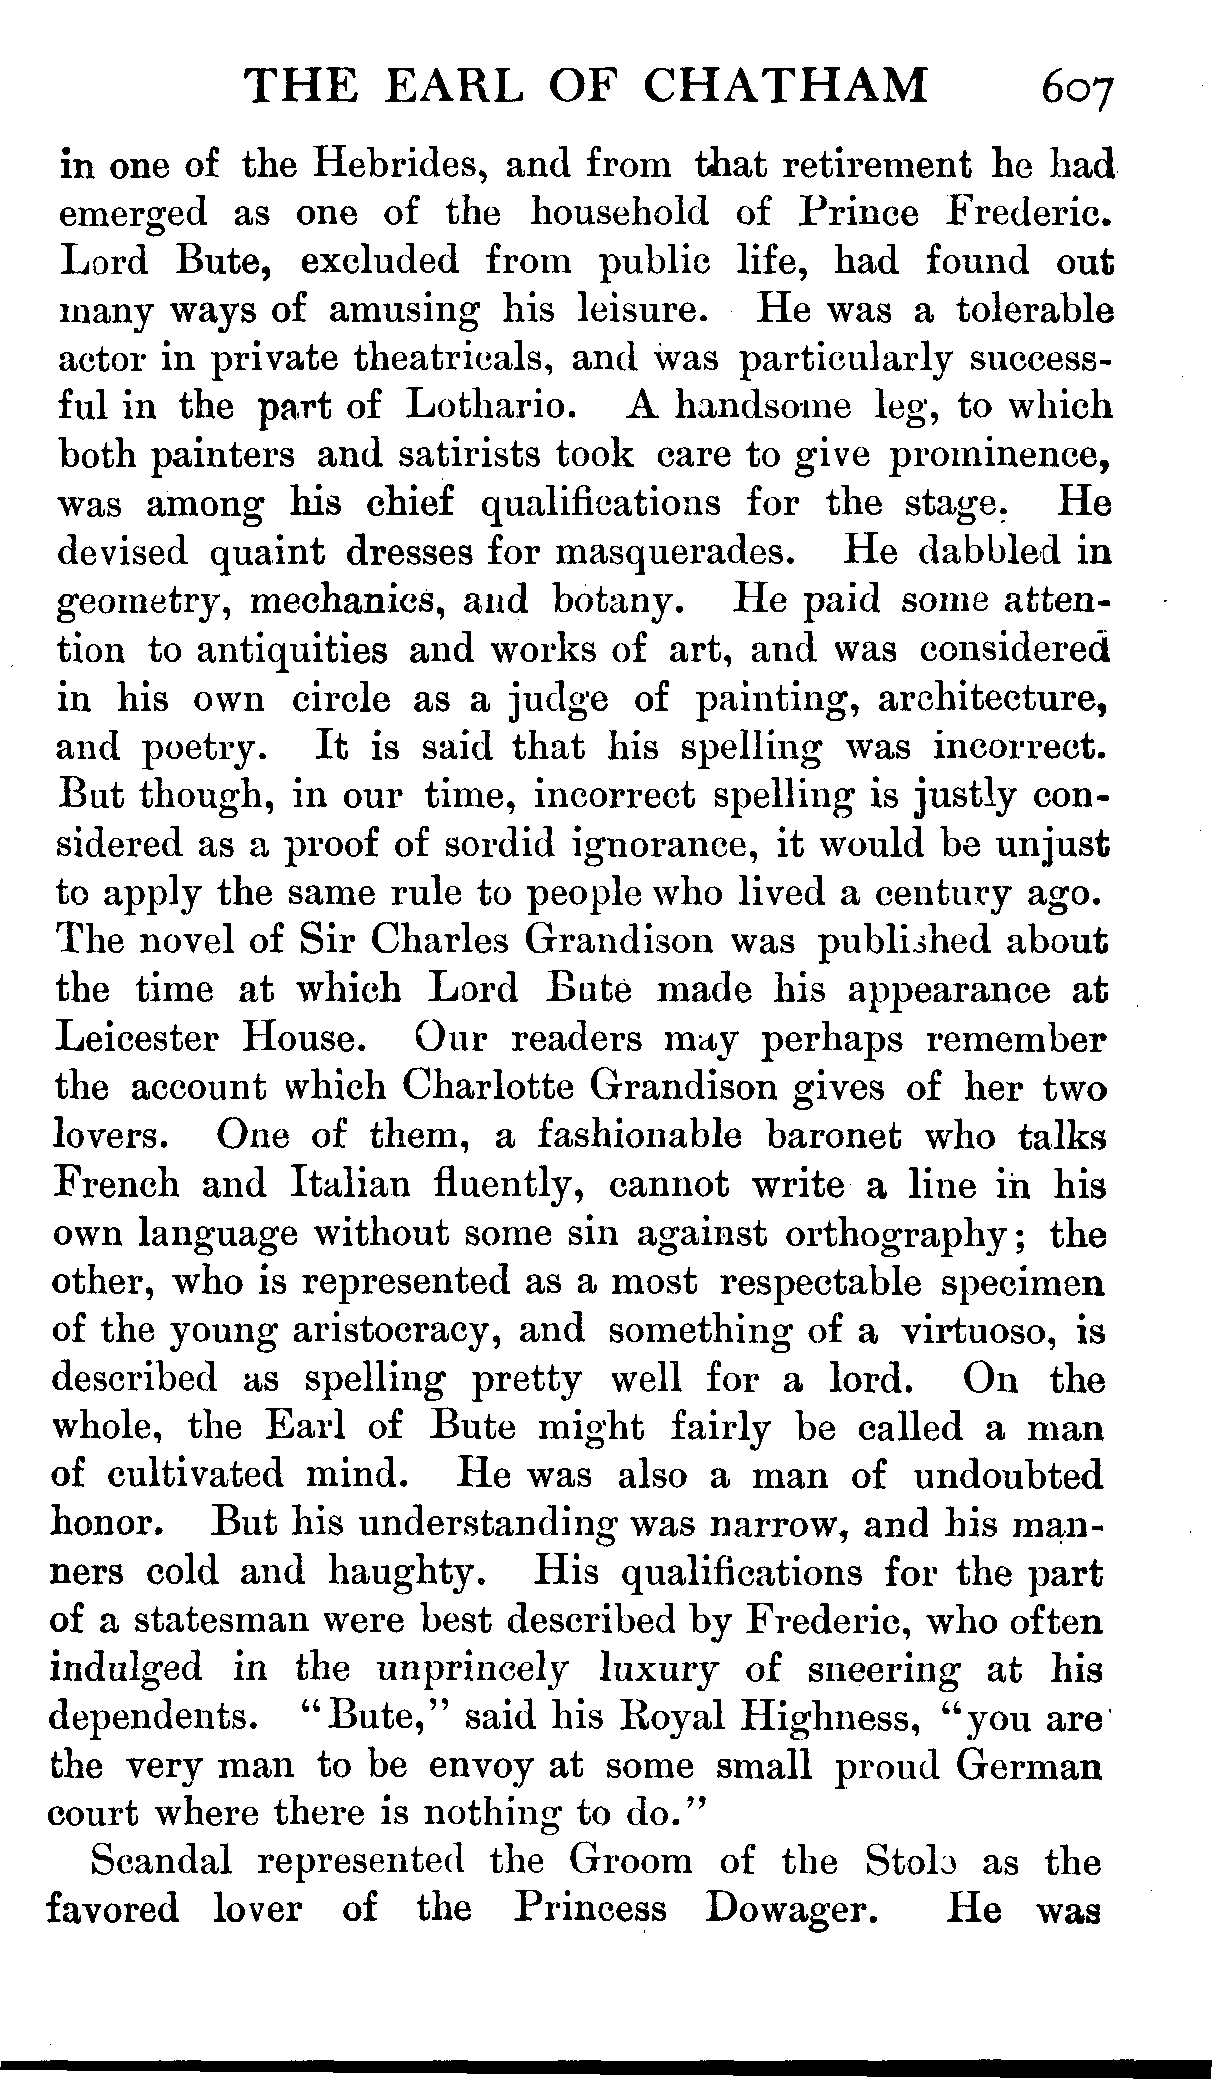 THE EARL OF CHATHAM 607
in one of the Hebrides, and from that retirement he had
emerged as one of the household of Prince Frederic.
Lord Bute, excluded from public life, had found out
many ways of amusing his leisure. He was a tolerable
actor in private theatricals, and was particularly success-
ful in the part of Lothario. A handsome leg, to which
both painters and satirists took care to give prominence,
was among his chief qualifications for the stage. He
devised quaint dresses for masquerades. He dabbled in
geometry, mechanics, and botany. He paid some atten-
tion to antiquities and works of art, and was considered
in his own circle as a judge of painting, architecture,
and poetry. It is said that his spelling was incorrect.
But though, in our time, incorrect spelling is justly con-
sidered as a proof of sordid ignorance, it would be unjust
to apply the same rule to people who lived a century ago.
The novel of Sir Charles Grandison was published about
the time at which Lord Bute made his appearance at
Leicester House. Our readers may perhaps remember
the account which Charlotte Grandison gives of her two
lovers. One of them, a fashionable baronet who talks
French and Italian fluently, cannot write a line in his
own language without some sin against orthography; the
other, who is represented as a most respectable specimen
of the young aristocracy, and something of a virtuoso, is
described as spelling pretty well for a lord. On the
whole, the Earl of Bute might fairly be called a man
of cultivated mind. He was also a man of undoubted
honor. But his understanding was narrow, and his man-
ners cold and haughty. His qualifications for the part
of a statesman were best described by Frederic, who often
indulged in the unprincely luxury of sneering at his
dependents. "Bute," said his Royal Highness, "you are
the very man to be envoy at some small proud German
court where there is nothing to do."
Scandal represented the Groom of the Stole as the
favored lover of the Princess Dowager. He was